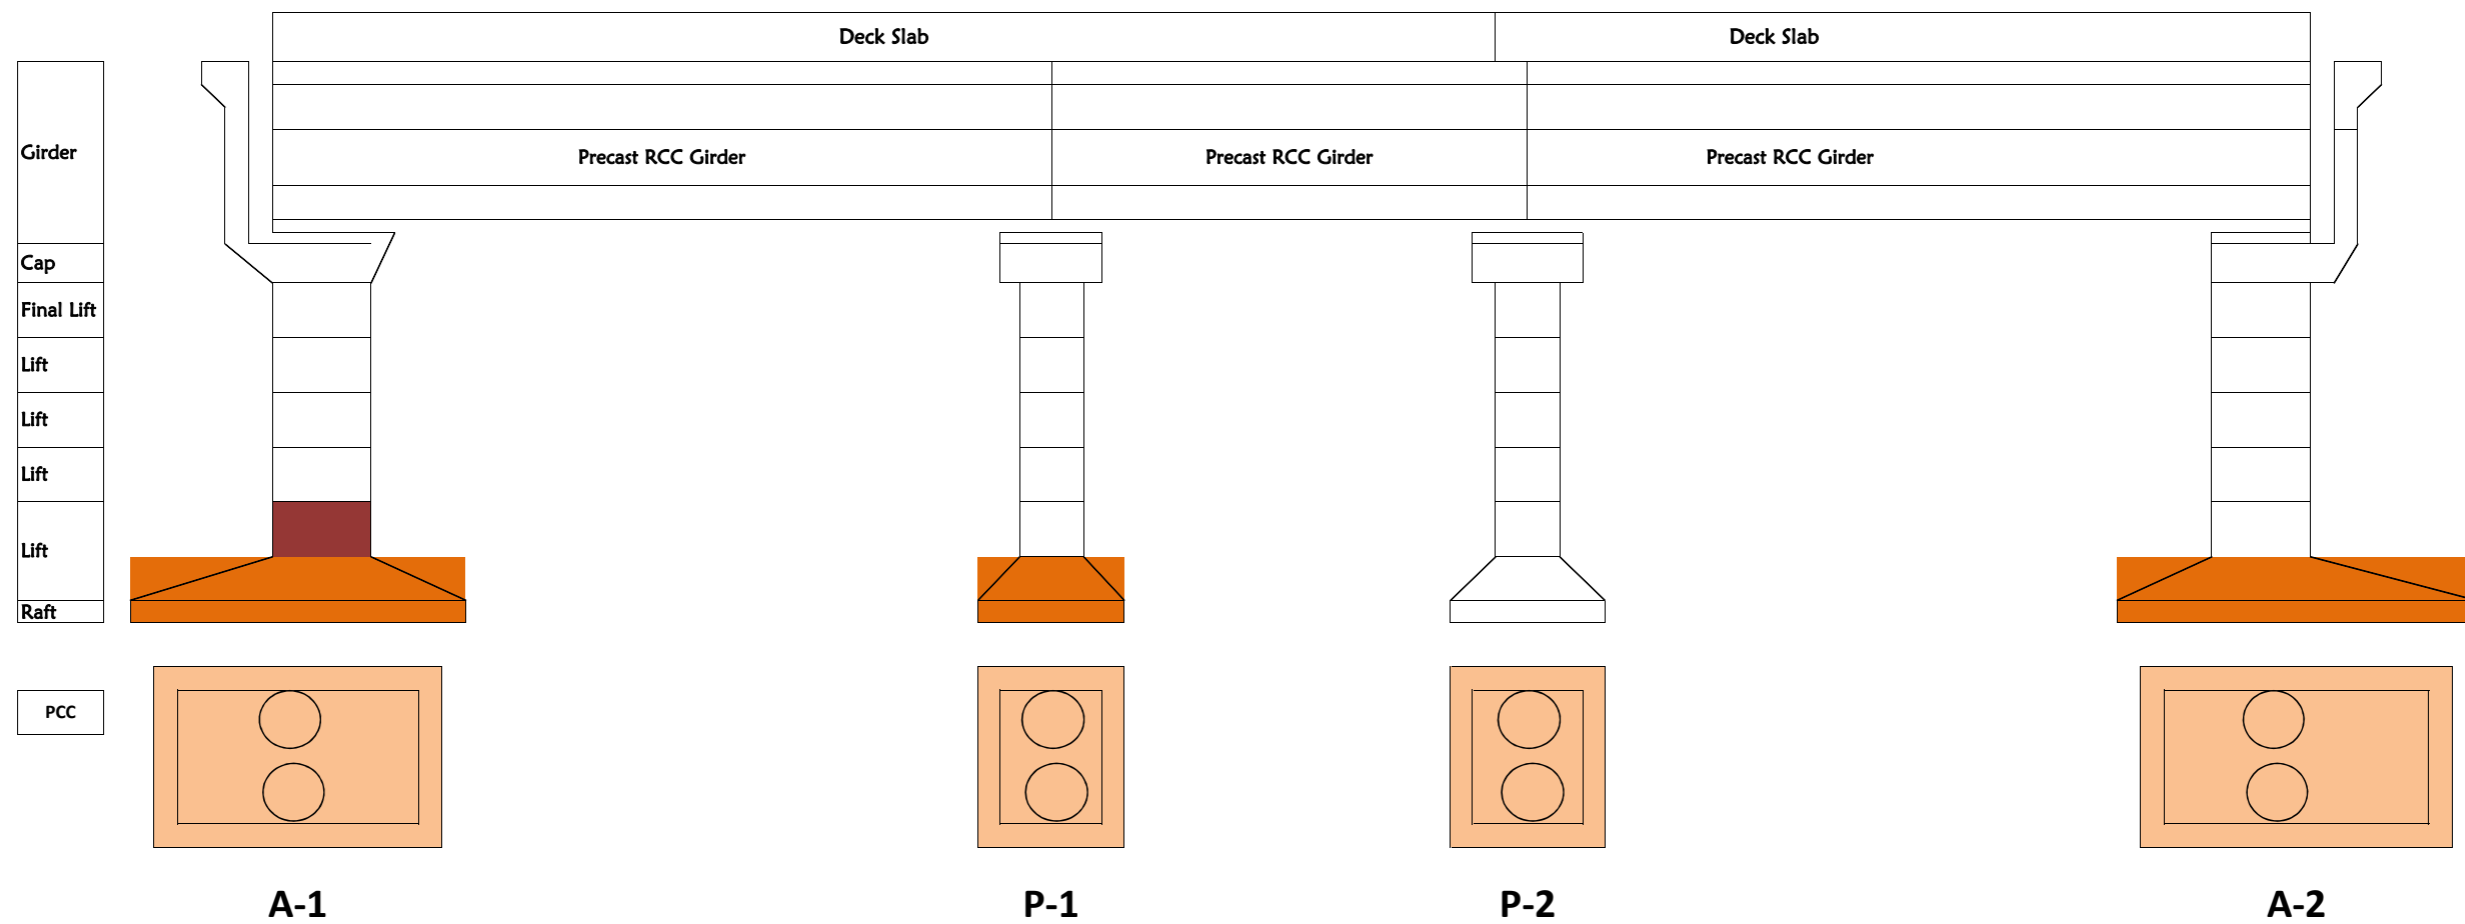 Deck Slab
Deck Slab
Girder
Precast RCC Girder
Precast RCC Girder
Precast RCC Girder
Cap
Final Lift
Lift
Lift
Lift
Lift
Raft
PCC
A-1
P-1
P-2
A-2